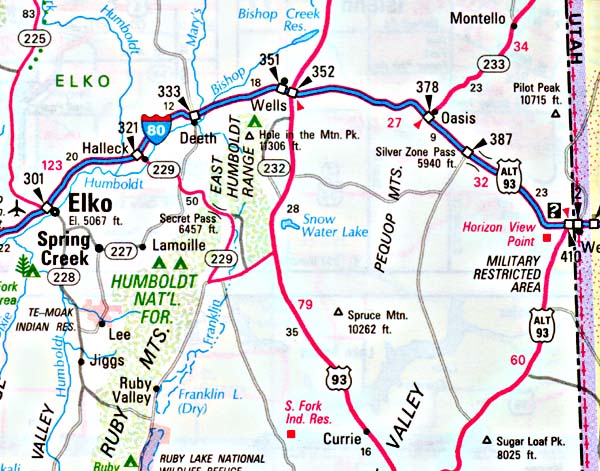 83
225
Humboldt
Mary's
Bishop Creek
Res.
Montello
34
UTAH
ELKO
333
12
Bishop
351
18
352
378
233
23
Pilot Peak
10715 ft.
Wells
Halleck
321
80
Deeth
27
Oasis
9
Hole in the Mtn. Pk.
11306 ft.
387
Silver Zone Pass
5940 ft.
123
20
229
EAST
HUMBOLDT
RANGE
232
ALT
93
32
301
Humboldt
50
23
2
Elko
El. 5067 ft.
Secret Pass
6457 ft.
28
Snow
Water Lake
PEQUOP MTS.
Horizon View
Point
410
We
22
Spring
Creek
227
Lamoille
228
229
MILITARY
RESTRICTED
AREA
Fork
Area
HUMBOLDT
NAT'L.
FOR.
TE-MOAK
INDIAN RES.
Franklin
79
35
Spruce Mtn.
10262 ft.
ALT
93
Dixie
Lee
MTS.
Humboldt
Jiggs
Franklin
60
Ruby
Valley
Franklin L.
(Dry)
93
VALLEY
VALLEY
RUBY
S. Fork
Ind. Res.
Currie
16
Sugar Loaf Pk.
8025 ft.
Ruby
RUBY LAKE NATIONAL
WILDLIFE REFUGE